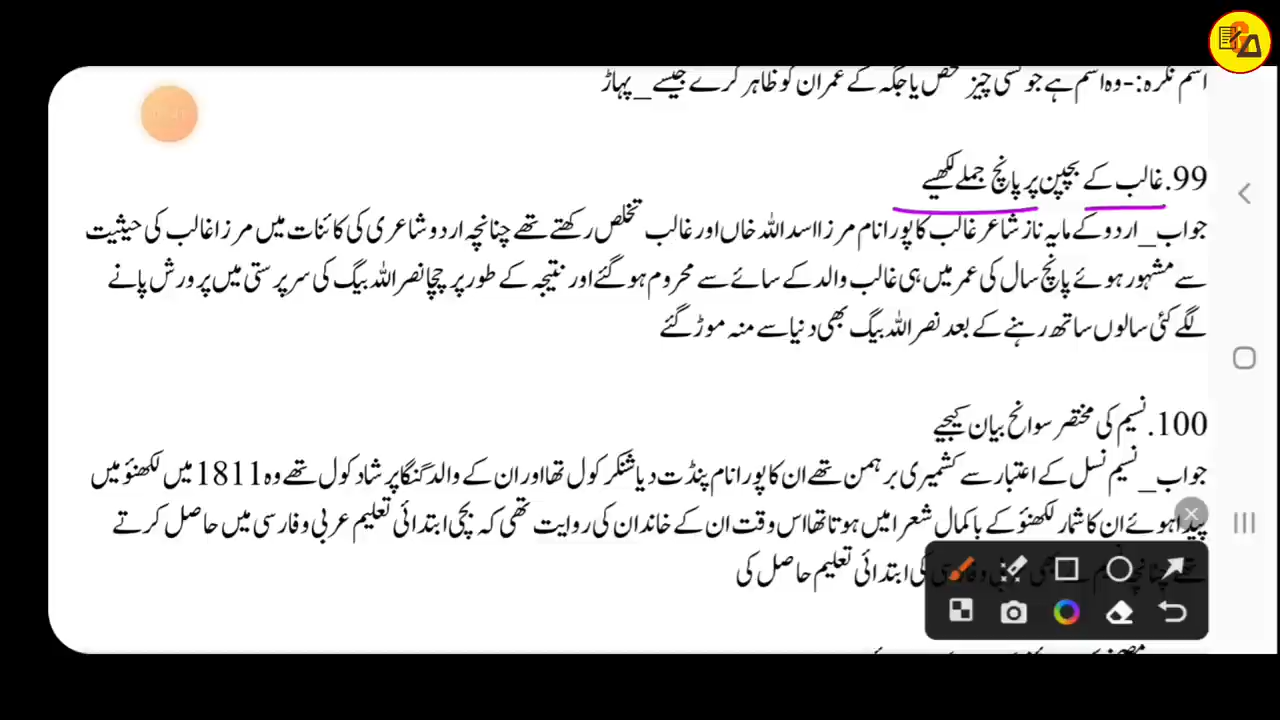 اسم نکرہ:-وہ اسم ہے جو کسی چیز شخص یا جگہ کے عمران کو ظاہر کرے جیسے_ پہاڑ
99.غالب کے بچپن پر پانچ جملے لکھیے
جواب_ اردو کے مایہ ناز شاعر غالب کا پورا نام مرزا اسد اللہ خاں اور غالب تخلص رکھتے تھے چنانچہ اردو شاعری کی کائنات میں مرزا غالب کی حیثیت
سے مشہور ہوئے پانچ سال کی عمر میں ہی غالب والد کے سائے سے محروم ہو گئے اور نتیجہ کے طور پر چچا نصر اللہ بیگ کی سرپرستی میں پرورش پانے
لگے کئی سالوں ساتھ رہنے کے بعد نصر اللہ بیگ بھی دنیا سے منہ موڑ گئے
100.نسیم کی مختصر سوانح بیان کیجیے
جواب_ نسیم نسل کے اعتبار سے کشمیری برہمن تھے ان کا پورا نام پنڈت دیا شنکر کول تھا اور ان کے والد گنگا پرشاد کول تھے وہ 1811 میں لکھنؤ میں
پیدا ہوئے ان کا شمار لکھنؤ کے باکمال شعرا میں ہوتا تھا اس وقت ان کے خاندان کی روایت تھی کہ بچی ابتدائی تعلیم عربی و فارسی میں حاصل کرتے
کی ابتدائی تعلیم حاصل کی